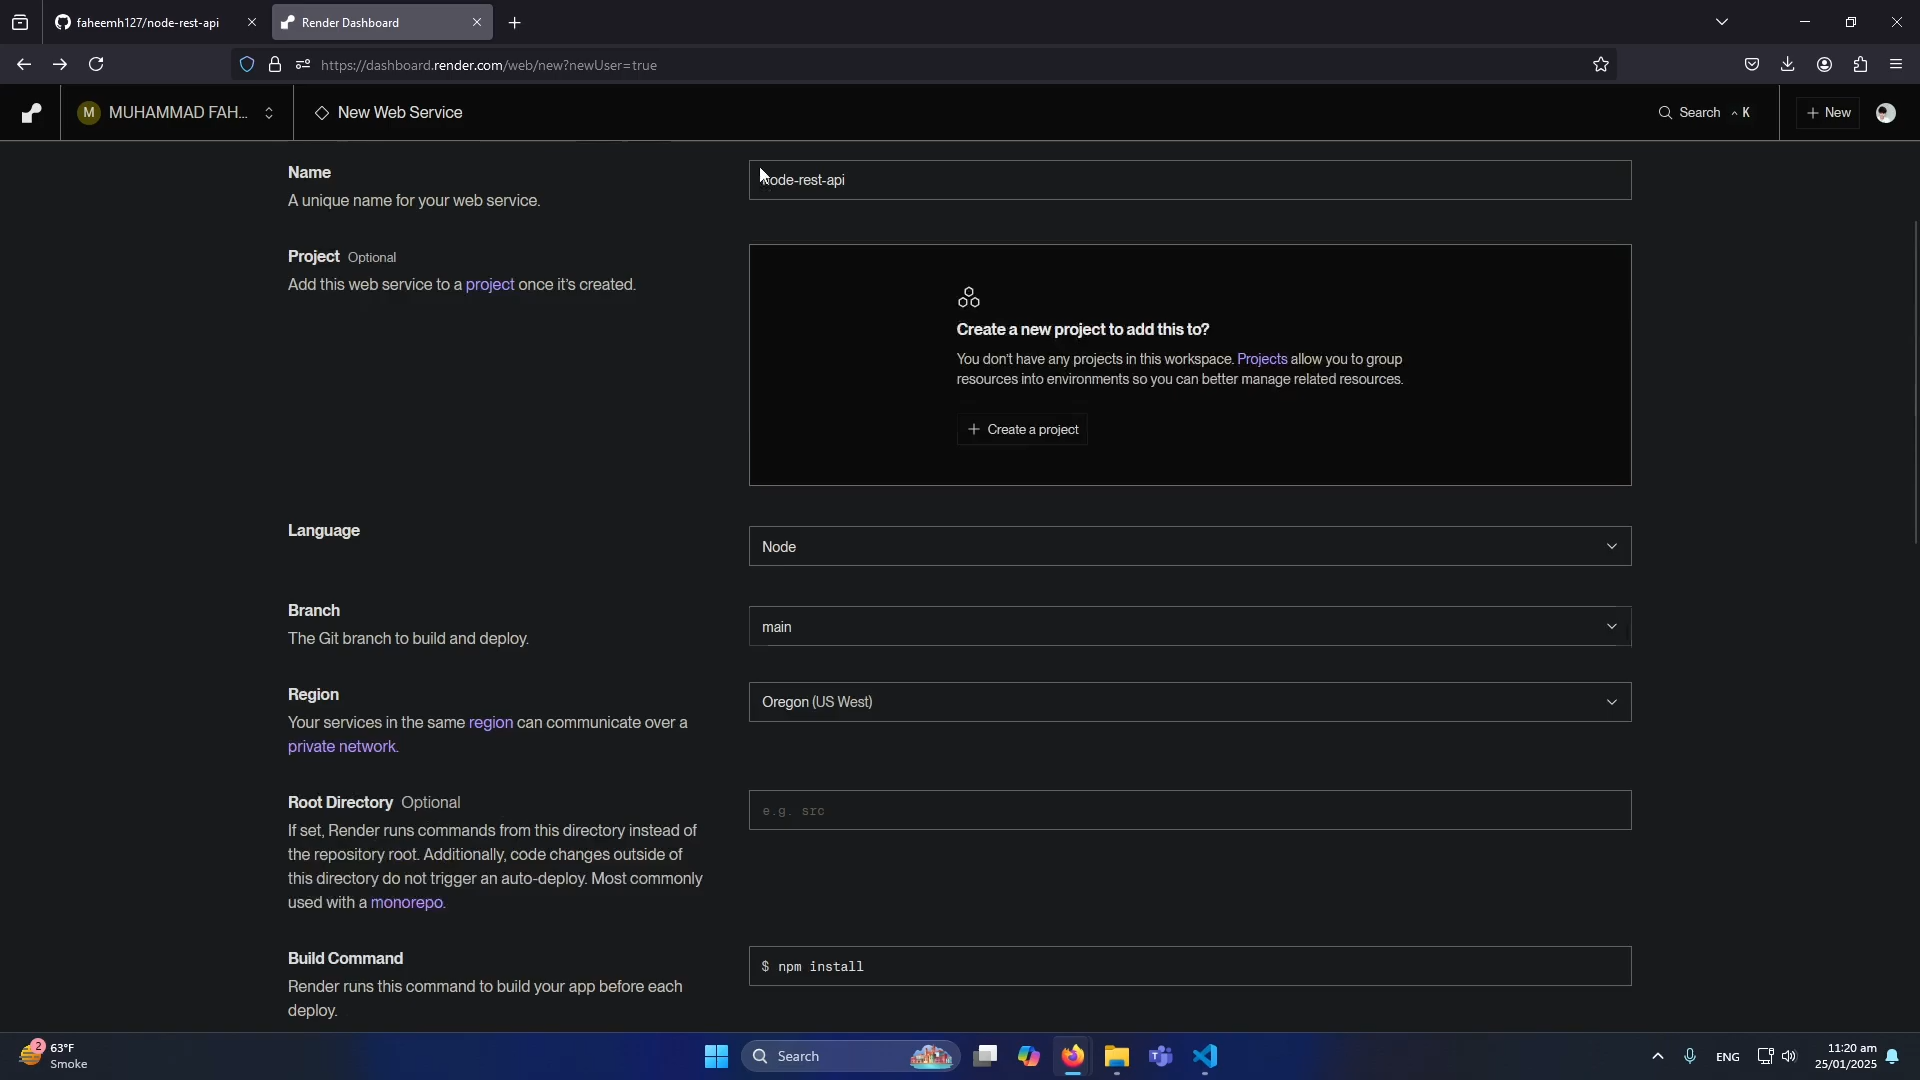 faheemh127/node-rest-api
Render Dashboard
https://dashboard.render.com/web/new?newUser=true
M MUHAMMAD FAH...
New Web Service
Search ^ K
+ New
Name
A unique name for your web service.
node-rest-api
Project Optional
Add this web service to a project once it's created.
Create a new project to add this to?
You don't have any projects in this workspace. Projects allow you to group
resources into environments so you can better manage related resources.
+ Create a project
Language
Node
Branch
The Git branch to build and deploy.
main
Region
Your services in the same region can communicate over a
private network.
Oregon (US West)
Root Directory Optional
If set, Render runs commands from this directory instead of
the repository root. Additionally, code changes outside of
this directory do not trigger an auto-deploy. Most commonly
used with a monorepo.
e.g. src
Build Command
Render runs this command to build your app before each
deploy.
$ npm install
2
63°F
Smoke
Search
ENG
11:20 am
25/01/2025